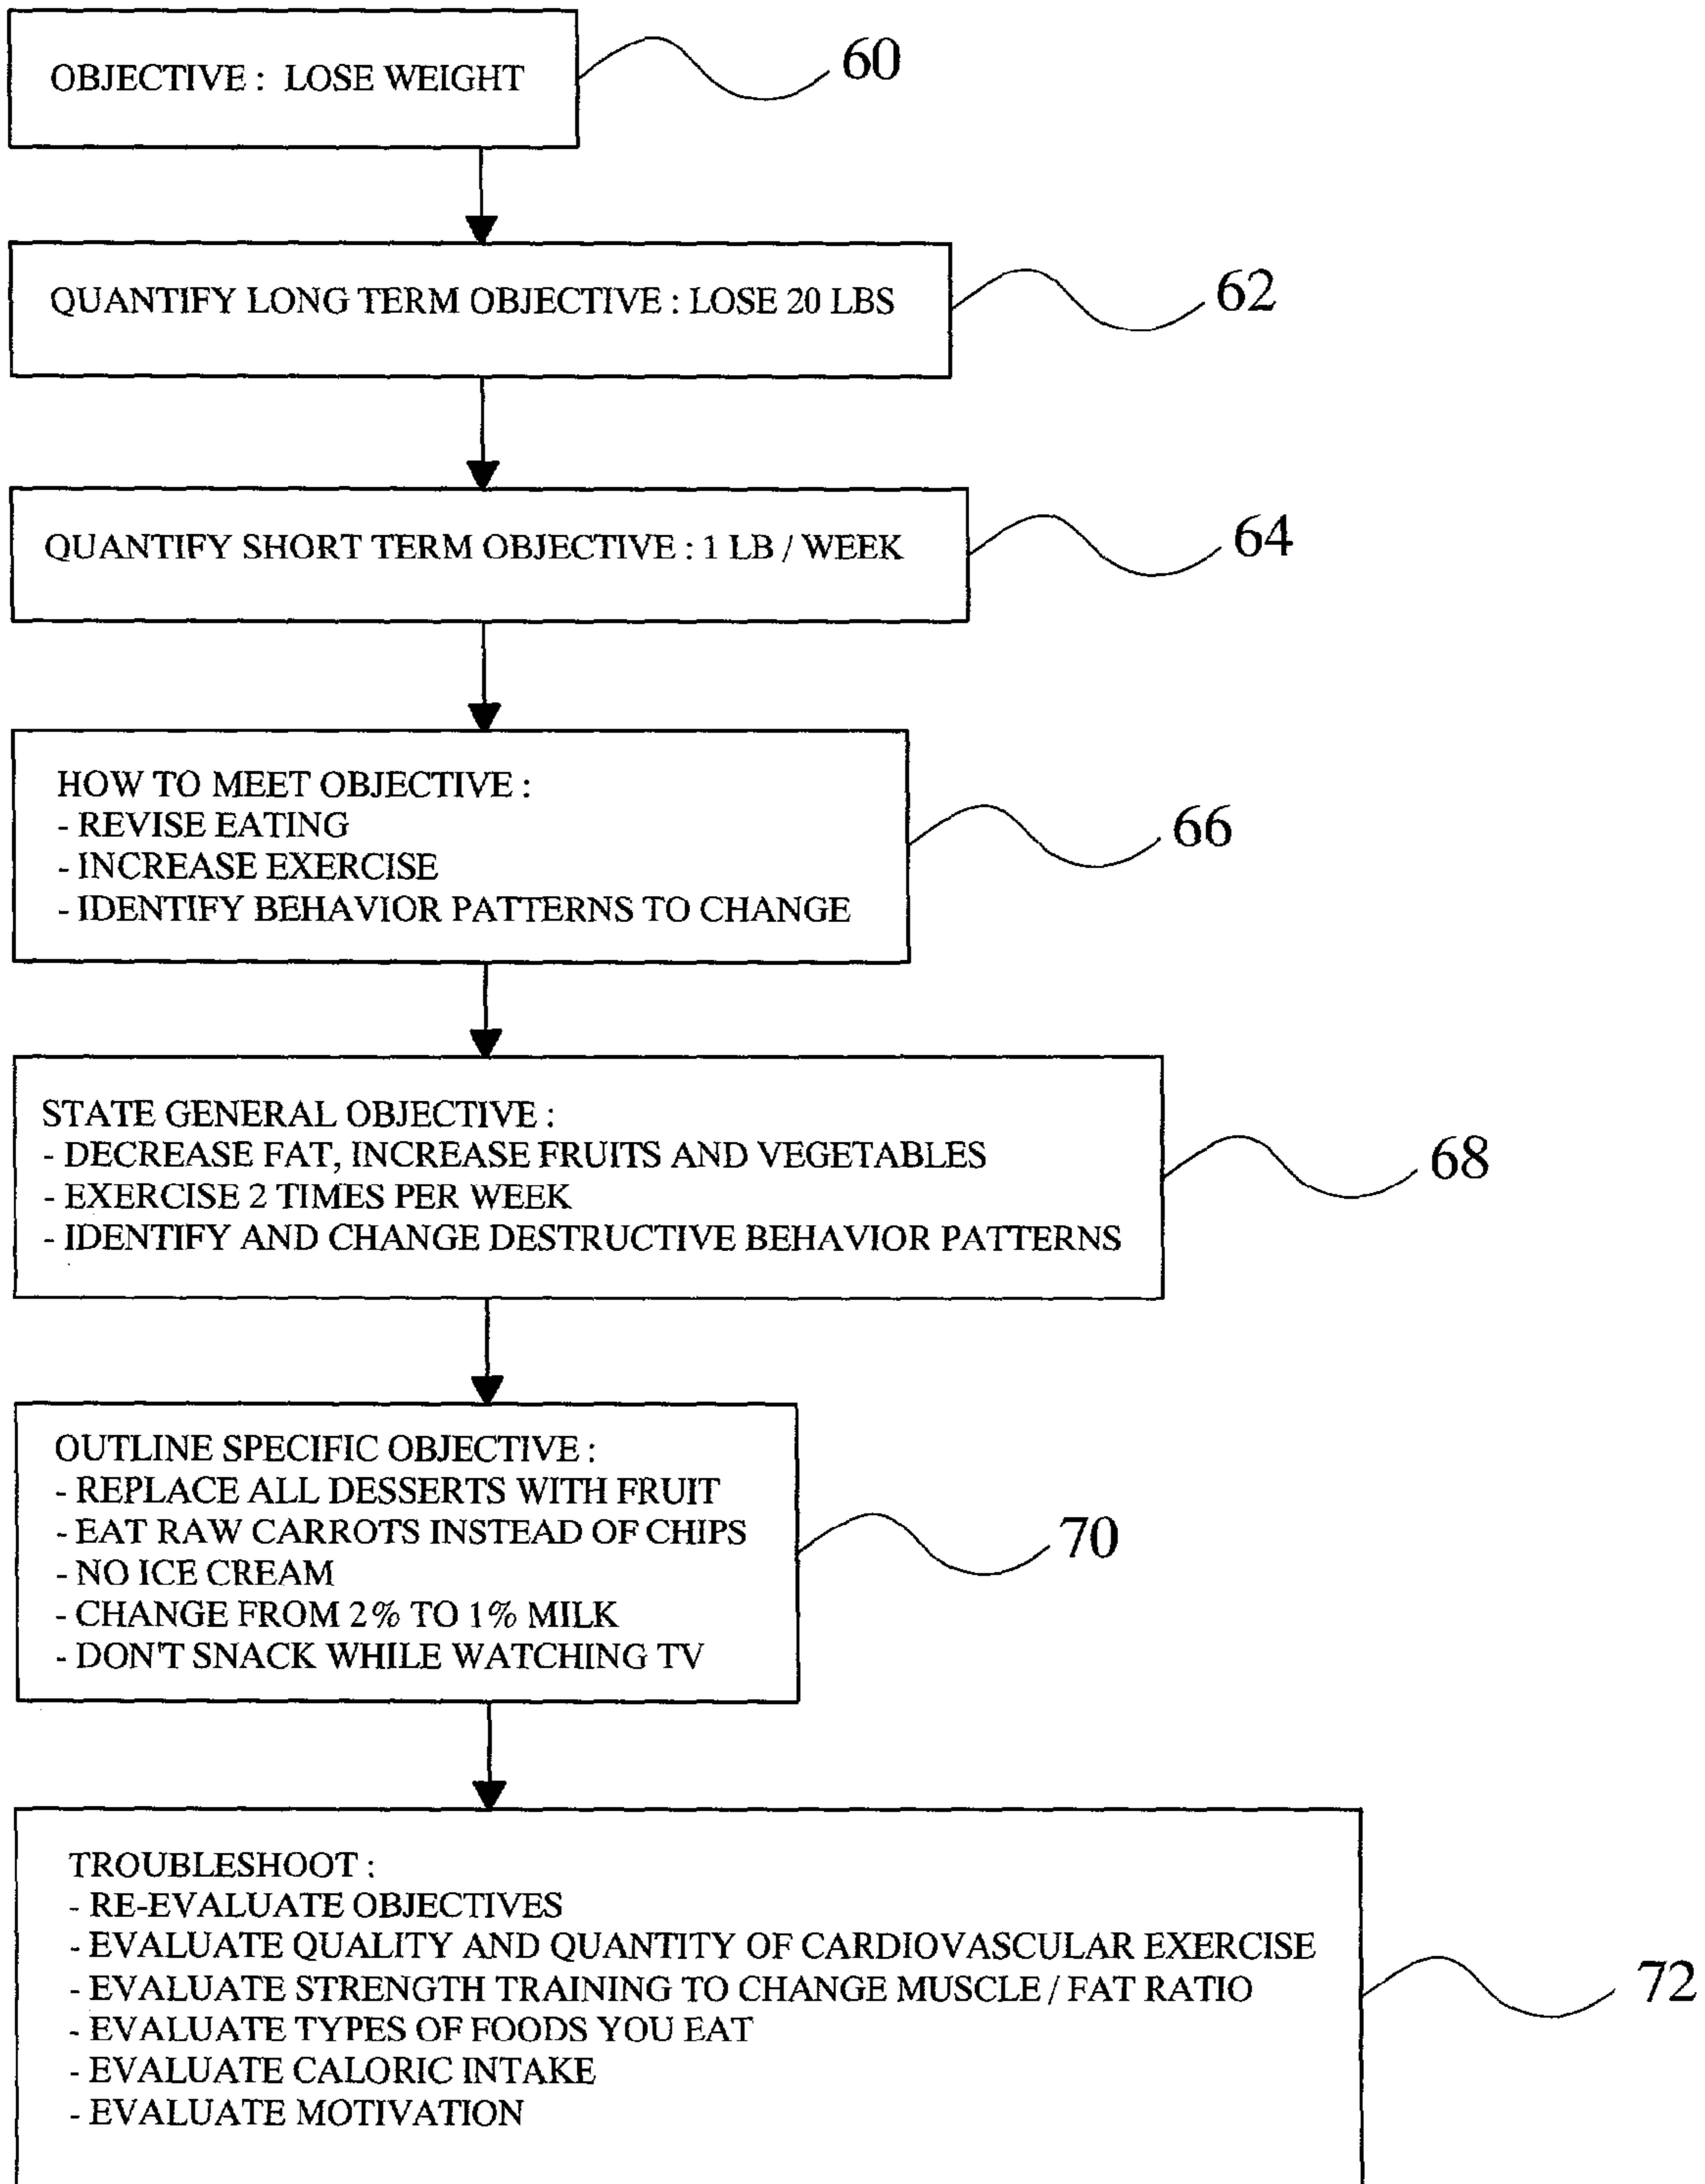 OBJECTIVE : LOSE WEIGHT
60
QUANTIFY LONG TERM OBJECTIVE : LOSE 20 LBS
62
QUANTIFY SHORT TERM OBJECTIVE : 1 LB / WEEK
64
HOW TO MEET OBJECTIVE :
- REVISE EATING
- INCREASE EXERCISE
- IDENTIFY BEHAVIOR PATTERNS TO CHANGE
66
STATE GENERAL OBJECTIVE :
- DECREASE FAT, INCREASE FRUITS AND VEGETABLES
- EXERCISE 2 TIMES PER WEEK
- IDENTIFY AND CHANGE DESTRUCTIVE BEHAVIOR PATTERNS
68
OUTLINE SPECIFIC OBJECTIVE :
- REPLACE ALL DESSERTS WITH FRUIT
- EAT RAW CARROTS INSTEAD OF CHIPS
- NO ICE CREAM
- CHANGE FROM 2% TO 1% MILK
- DON'T SNACK WHILE WATCHING TV
70
TROUBLESHOOT :
- RE-EVALUATE OBJECTIVES
- EVALUATE QUALITY AND QUANTITY OF CARDIOVASCULAR EXERCISE
- EVALUATE STRENGTH TRAINING TO CHANGE MUSCLE / FAT RATIO
- EVALUATE TYPES OF FOODS YOU EAT
- EVALUATE CALORIC INTAKE
- EVALUATE MOTIVATION
72